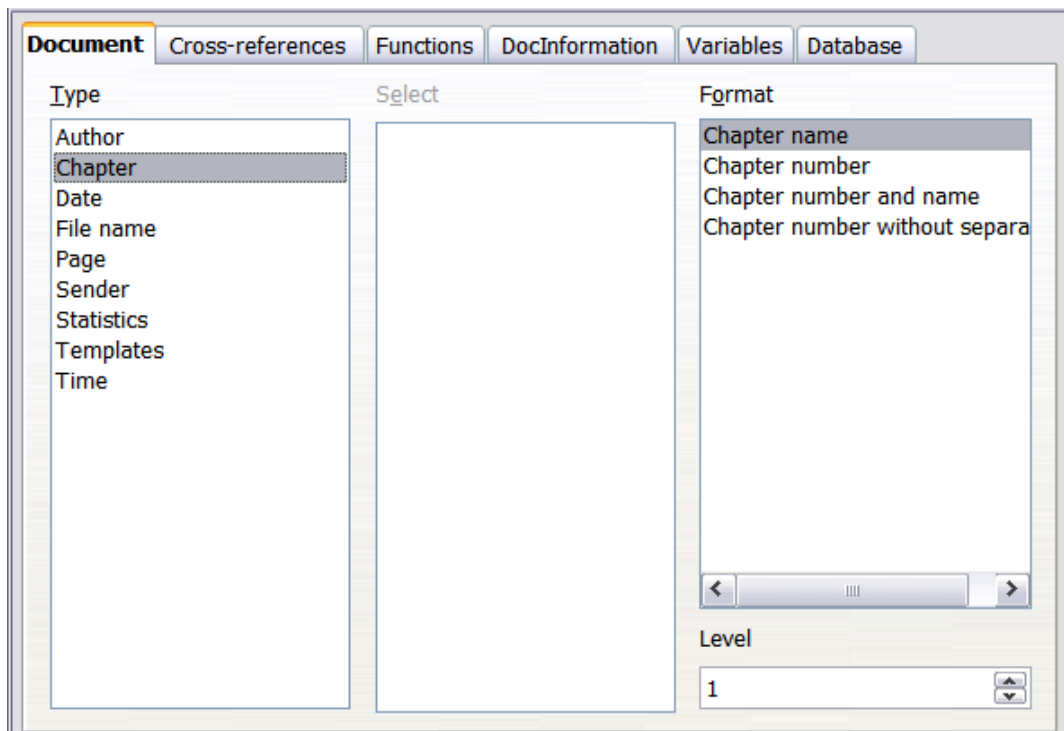 Document Cross-references Functions DocInformation Variables Database
Type Select Format
Author
Chapter
Date
File name
Page
Sender
Statistics
Templates
Time
Chapter name
Chapter number
Chapter number and name
Chapter number without separa
Level
1